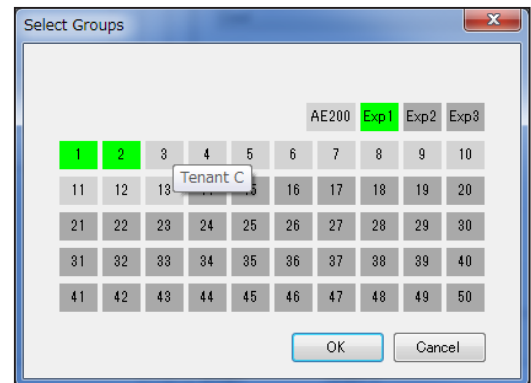 Select Groups
AE200 Exp1 Exp2 Exp3
1 2 3 4 5 6 7 8 9 10
Tenant C
11 12 13 15 16 17 18 19 20
21 22 23 24 25 26 27 28 29 30
31 32 33 34 35 36 37 38 39 40
41 42 43 44 45 46 47 48 49 50
OK Cancel